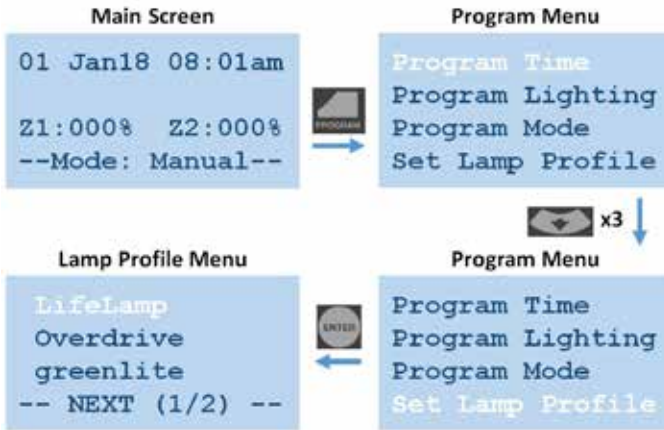 Main Screen
01 Jan18 08:01am
Z1:000% Z2:000%
--Mode: Manual--
PROGRAM
Program Menu
Program Time
Program Lighting
Program Mode
Set Lamp Profile
x3
Program Menu
Program Time
Program Lighting
Program Mode
Set Lamp Profile
ENTER
Lamp Profile Menu
LifeLamp
Overdrive
greenlite
-- NEXT (1/2) --